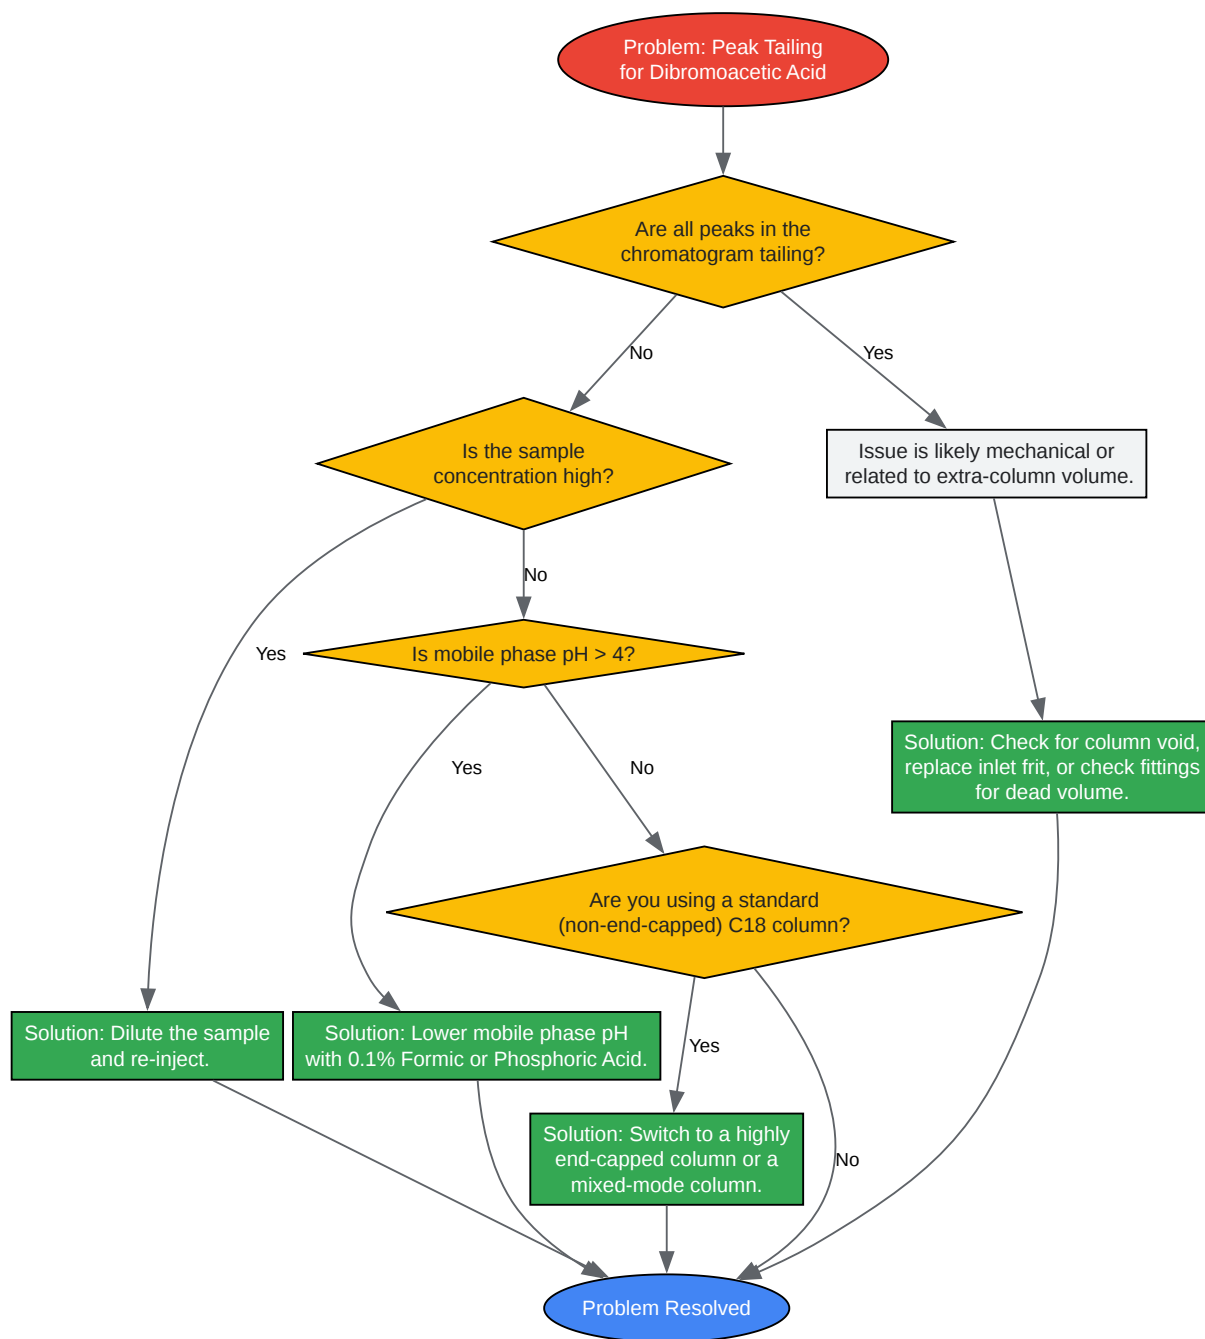 Problem: Peak Tailing
for Dibromoacetic Acid
Are all peaks in the
chromatogram tailing?
No
Yes
Is the sample
concentration high?
Issue is likely mechanical or
related to extra-column volume.
No
Yes
Is mobile phase pH > 4?
Yes
No
Solution: Check for column void,
replace inlet frit, or check fittings
for dead volume.
Are you using a standard
(non-end-capped) C18 column?
Solution: Dilute the sample
and re-inject.
Solution: Lower mobile phase pH
with 0.1% Formic or Phosphoric Acid.
Yes
No
Solution: Switch to a highly
end-capped column or a
mixed-mode column.
Problem Resolved